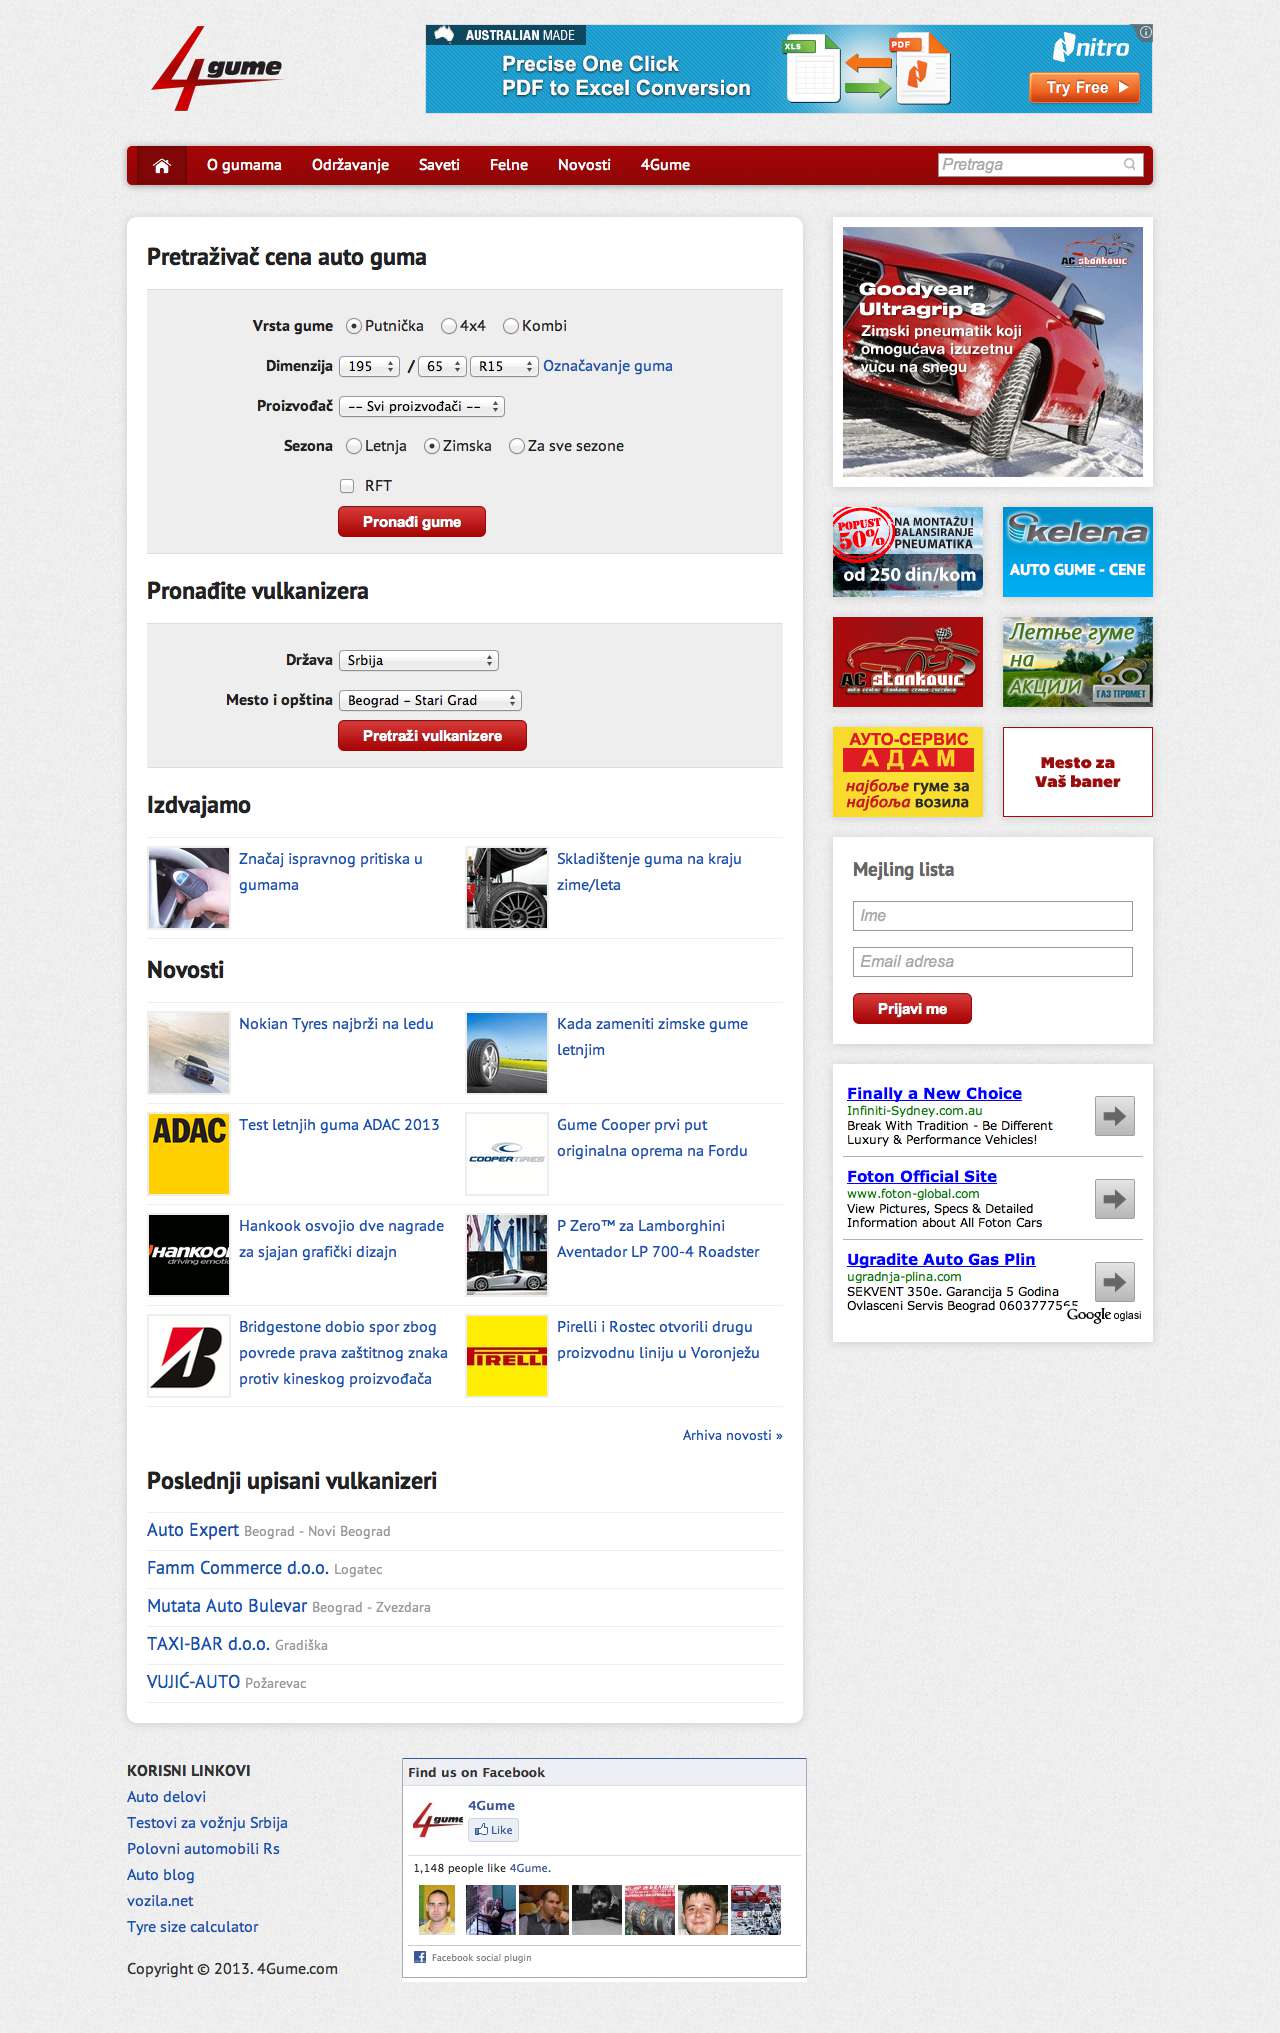 4gume
AUSTRALIAN MADE
Precise One Click
PDF to Excel Conversion
XLS
PDF
nitro
Try Free
O gumama
Održavanje
Saveti
Felne
Novosti
4Gume
Pretraga
Pretraživač cena auto guma
Vrsta gume Putnička 4x4 Kombi
Dimenzija 195 / 65 R15 Označavanje guma
Proizvođač -- Svi proizvođači --
Sezona Letnja Zimska Za sve sezone
RFT
Pronađi gume
Pronađite vulkanizera
Država Srbija
Mesto i opština Beograd – Stari Grad
Pretraži vulkanizere
Izdvajamo
Značaj ispravnog pritiska u
gumama
Skladištenje guma na kraju
zime/leta
Novosti
Nokian Tyres najbrži na ledu
Kada zameniti zimske gume
letnjim
ADAC
Test letnjih guma ADAC 2013
COOPERTIRES
Gume Cooper prvi put
originalna oprema na Fordu
HANKOOK
driving emotion
Hankook osvojio dve nagrade
za sjajan grafički dizajn
P Zero™ za Lamborghini
Aventador LP 700-4 Roadster
Bridgestone dobio spor zbog
povrede prava zaštitnog znaka
protiv kineskog proizvođača
PIRELLI
Pirelli i Rostec otvorili drugu
proizvodnu liniju u Voronježu
Arhiva novosti »
Poslednji upisani vulkanizeri
Auto Expert Beograd - Novi Beograd
Famm Commerce d.o.o. Logatec
Mutata Auto Bulevar Beograd - Zvezdara
TAXI-BAR d.o.o. Gradiška
VUJIĆ-AUTO Požarevac
AC stankovic
Goodyear
Ultragrip 8
Zimski pneumatik koji
omogućava izuzetnu
vuču na snegu
POPUST
50%
NA MONTAŽU I
BALANSIRANJE
PNEUMATIKA
od 250 din/kom
kelena
AUTO GUME - CENE
AC stankovic
Летње гуме
на
АКЦИЈИ
ГАЗ ПРОМЕТ
АУТО-СЕРВИС
АДАМ
најбоље гуме за
најбоља возила
Mesto za
Vaš baner
Mejling lista
Ime
Email adresa
Prijavi me
Finally a New Choice
Infiniti-Sydney.com.au
Break With Tradition - Be Different
Luxury & Performance Vehicles!
Foton Official Site
www.foton-global.com
View Pictures, Specs & Detailed
Information about All Foton Cars
Ugradite Auto Gas Plin
ugradnja-plina.com
SEKVENT 350e. Garancija 5 Godina
Ovlasceni Servis Beograd 0603777565
Google oglasi
KORISNI LINKOVI
Auto delovi
Testovi za vožnju Srbija
Polovni automobili Rs
Auto blog
vozila.net
Tyre size calculator
Copyright © 2013. 4Gume.com
Find us on Facebook
4gume
4Gume
Like
1,148 people like 4Gume.
Facebook social plugin